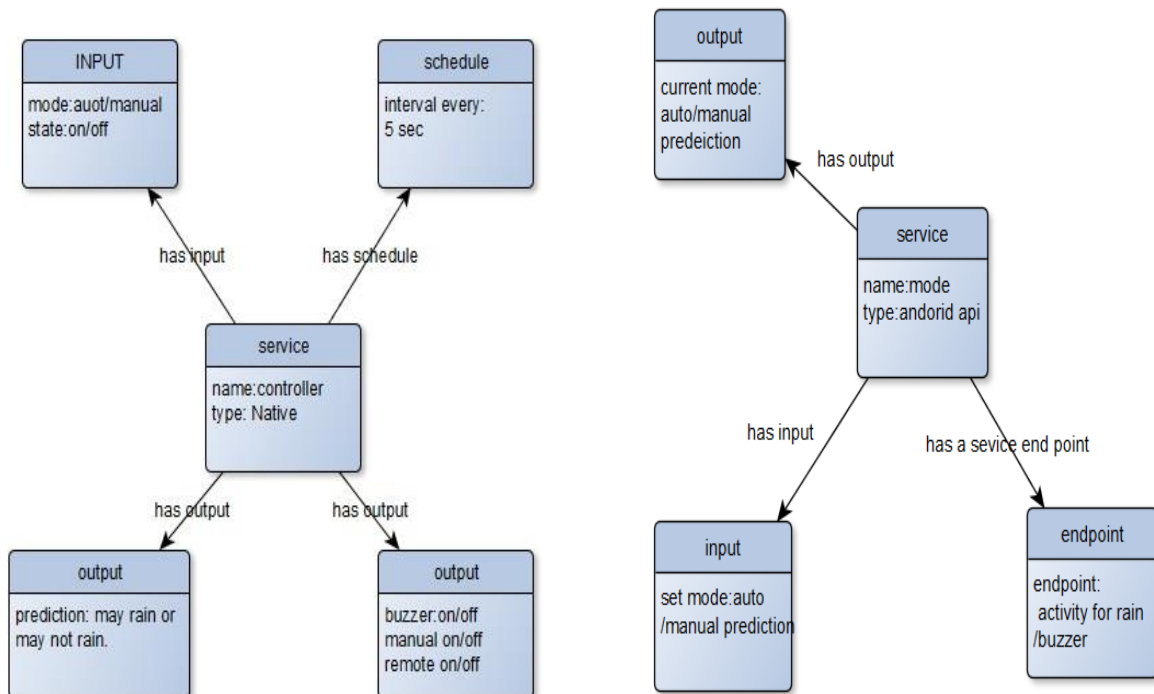 INPUT
mode:auot/manual
state:on/off
schedule
interval every:
5 sec
has input
has schedule
service
name:controller
type: Native
has output
has output
output
prediction: may rain or
may not rain.
output
buzzer:on/off
manual on/off
remote on/off
output
current mode:
auto/manual
predeiction
has output
service
name:mode
type:andorid api
has input
has a sevice end point
input
set mode:auto
/manual prediction
endpoint
endpoint:
activity for rain
/buzzer